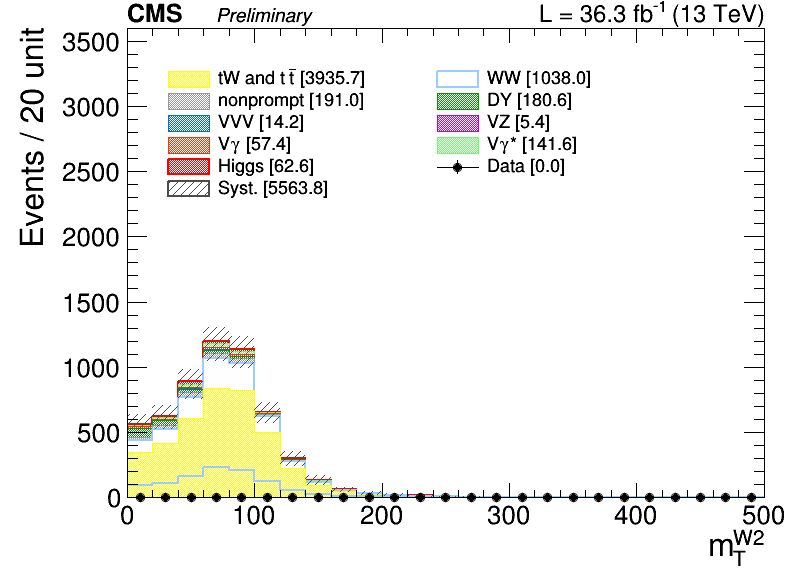 CMS Preliminary L = 36.3 fb⁻¹ (13 TeV)
Events / 20 unit
3500
3000
2500
2000
1500
1000
500
0
tW and tt̄ [3935.7]
nonprompt [191.0]
VVV [14.2]
Vγ [57.4]
Higgs [62.6]
Syst. [5563.8]
WW [1038.0]
DY [180.6]
VZ [5.4]
Vγ* [141.6]
Data [0.0]
0 100 200 300 400 500
m_T^W2